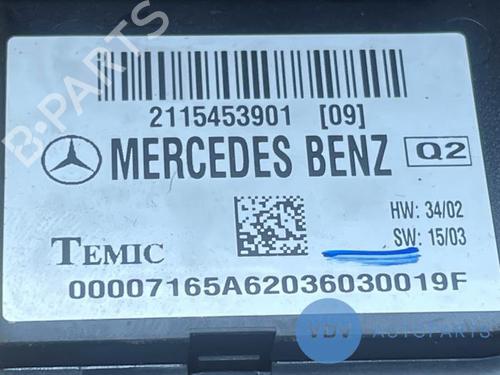 2115453901 [09]
MERCEDES BENZ Q2
HW: 34/02
SW: 15/03
TEMIC
00007165A62036030019F
B-PARTS
VDV AUTOPARTS